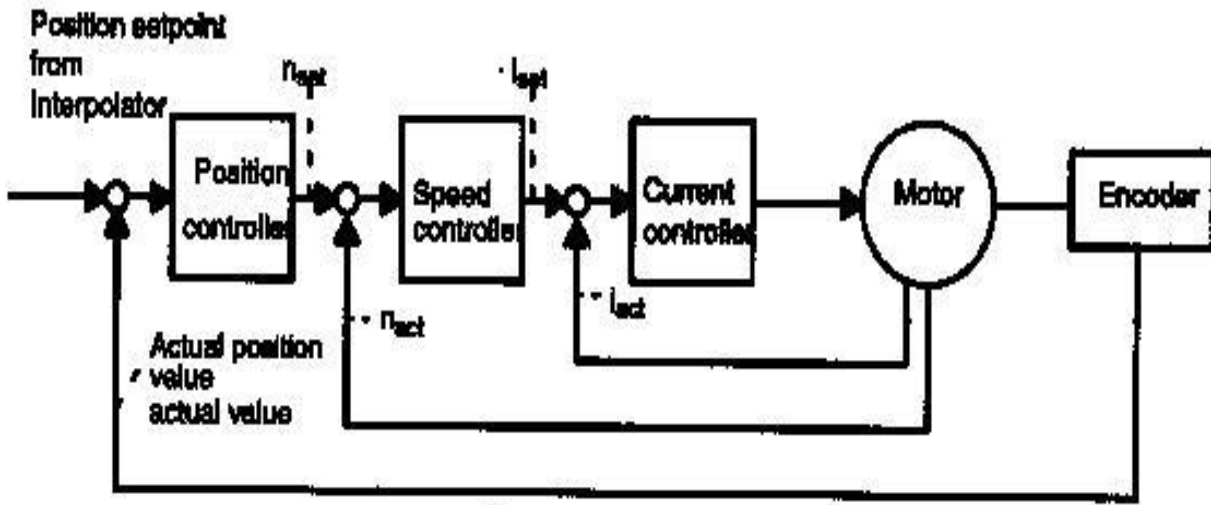 Position setpoint
from
Interpolator
n_set
i_set
Position
controller
Speed
controller
Current
controller
Motor
Encoder
i_act
n_act
Actual position
value
actual value